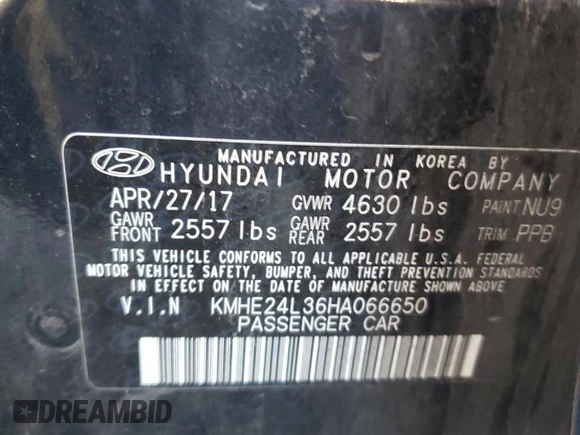 MANUFACTURED IN KOREA BY
HYUNDAI MOTOR COMPANY
APR/27/17 GVWR 4630 lbs PAINT NU9
GAWR FRONT 2557 lbs GAWR REAR 2557 lbs TRIM PPB
THIS VEHICLE CONFORMS TO ALL APPLICABLE U.S.A. FEDERAL
MOTOR VEHICLE SAFETY, BUMPER, AND THEFT PREVENTION STANDARDS
IN EFFECT ON THE DATE OF MANUFACTURE SHOWN ABOVE
V.I.N KMHE24L36HA066650
PASSENGER CAR
DREAMBID